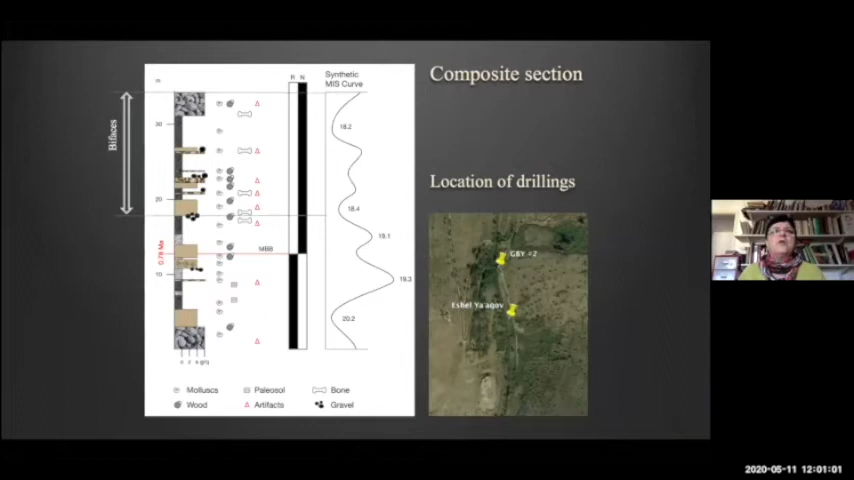 Composite section
m
R N
Synthetic
MIS Curve
Bifaces
30
18.2
20
18.4
19.1
0.78 Ma
MBB
10
19.3
20.2
Molluscs
Paleosol
Bone
Wood
Artifacts
Gravel
Location of drillings
GBY #2
Eshel Ya'aqov
2020-05-11 12:01:01